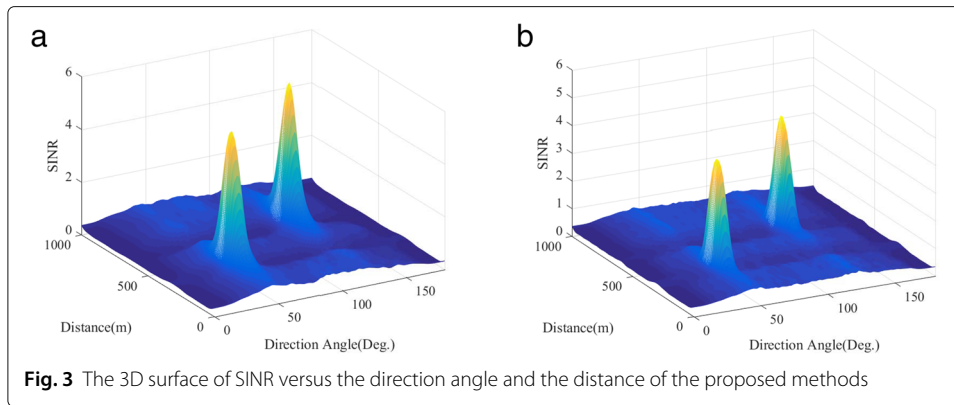 a
6
4
2
0
SINR
1000
500
0
Distance(m)
0
50
100
150
Direction Angle(Deg.)
b
6
5
4
3
2
1
0
SINR
1000
500
0
Distance(m)
0
50
100
150
Direction Angle(Deg.)
Fig. 3 The 3D surface of SINR versus the direction angle and the distance of the proposed methods